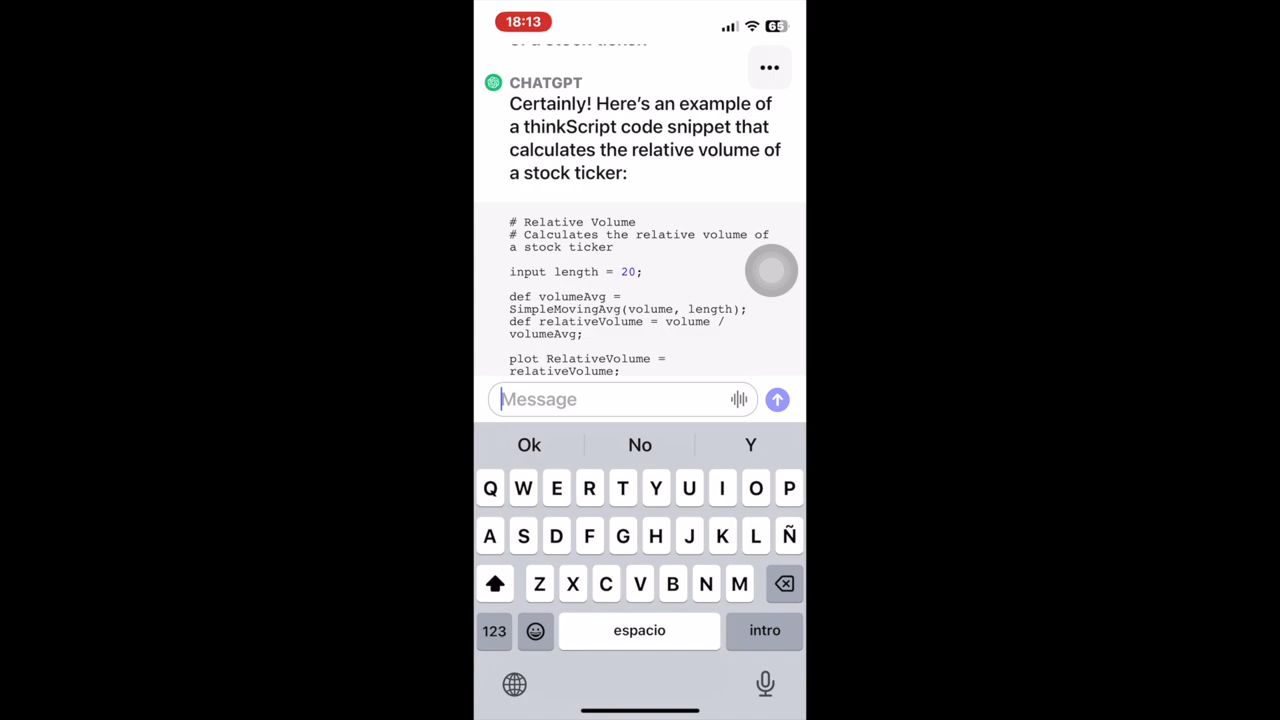 18:13
65
CHATGPT
Certainly! Here's an example of
a thinkScript code snippet that
calculates the relative volume of
a stock ticker:
# Relative Volume
# Calculates the relative volume of
a stock ticker
input length = 20;
def volumeAvg =
SimpleMovingAvg(volume, length);
def relativeVolume = volume /
volumeAvg;
plot RelativeVolume =
relativeVolume;
Message
Ok No Y
Q W E R T Y U I O P
A S D F G H J K L Ñ
Z X C V B N M
123 espacio intro